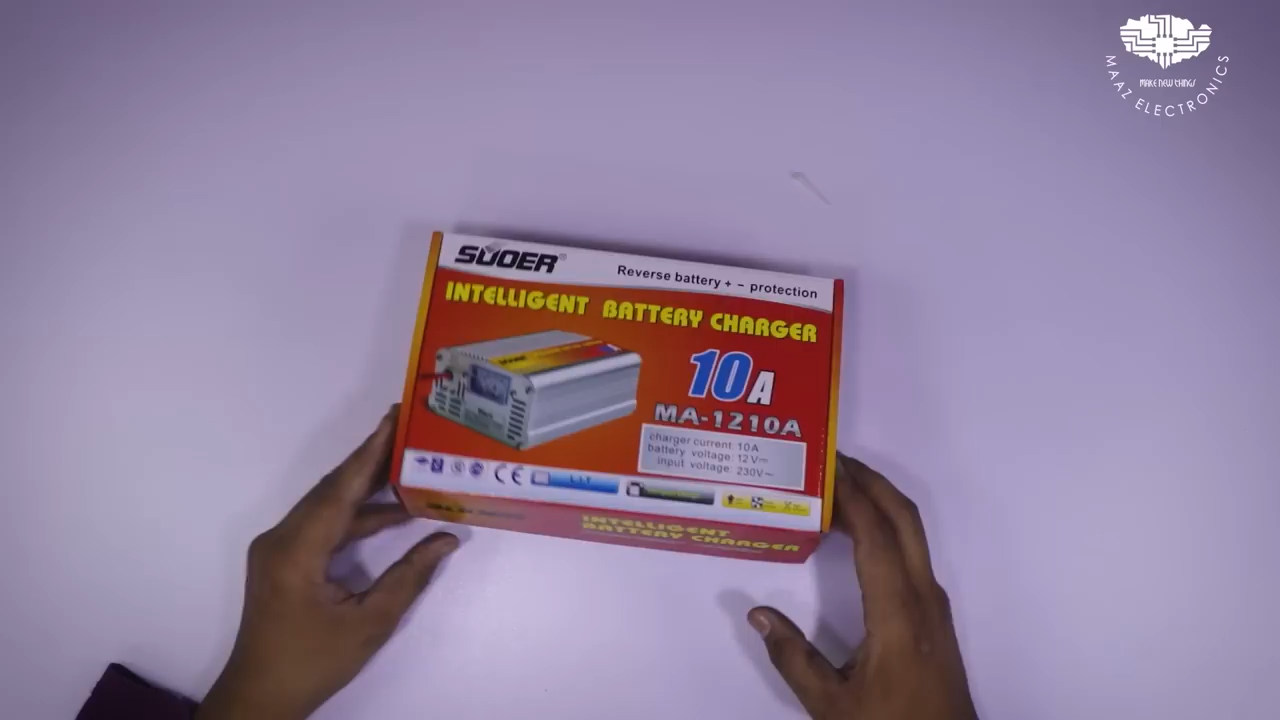 MAKE NEW THINGS
MAAZ ELECTRONICS
SUOER®
Reverse battery + − protection
INTELLIGENT BATTERY CHARGER
10A
MA-1210A
charger current: 10A
battery voltage: 12V
input voltage: 230V~
CE
INTELLIGENT
BATTERY CHARGER